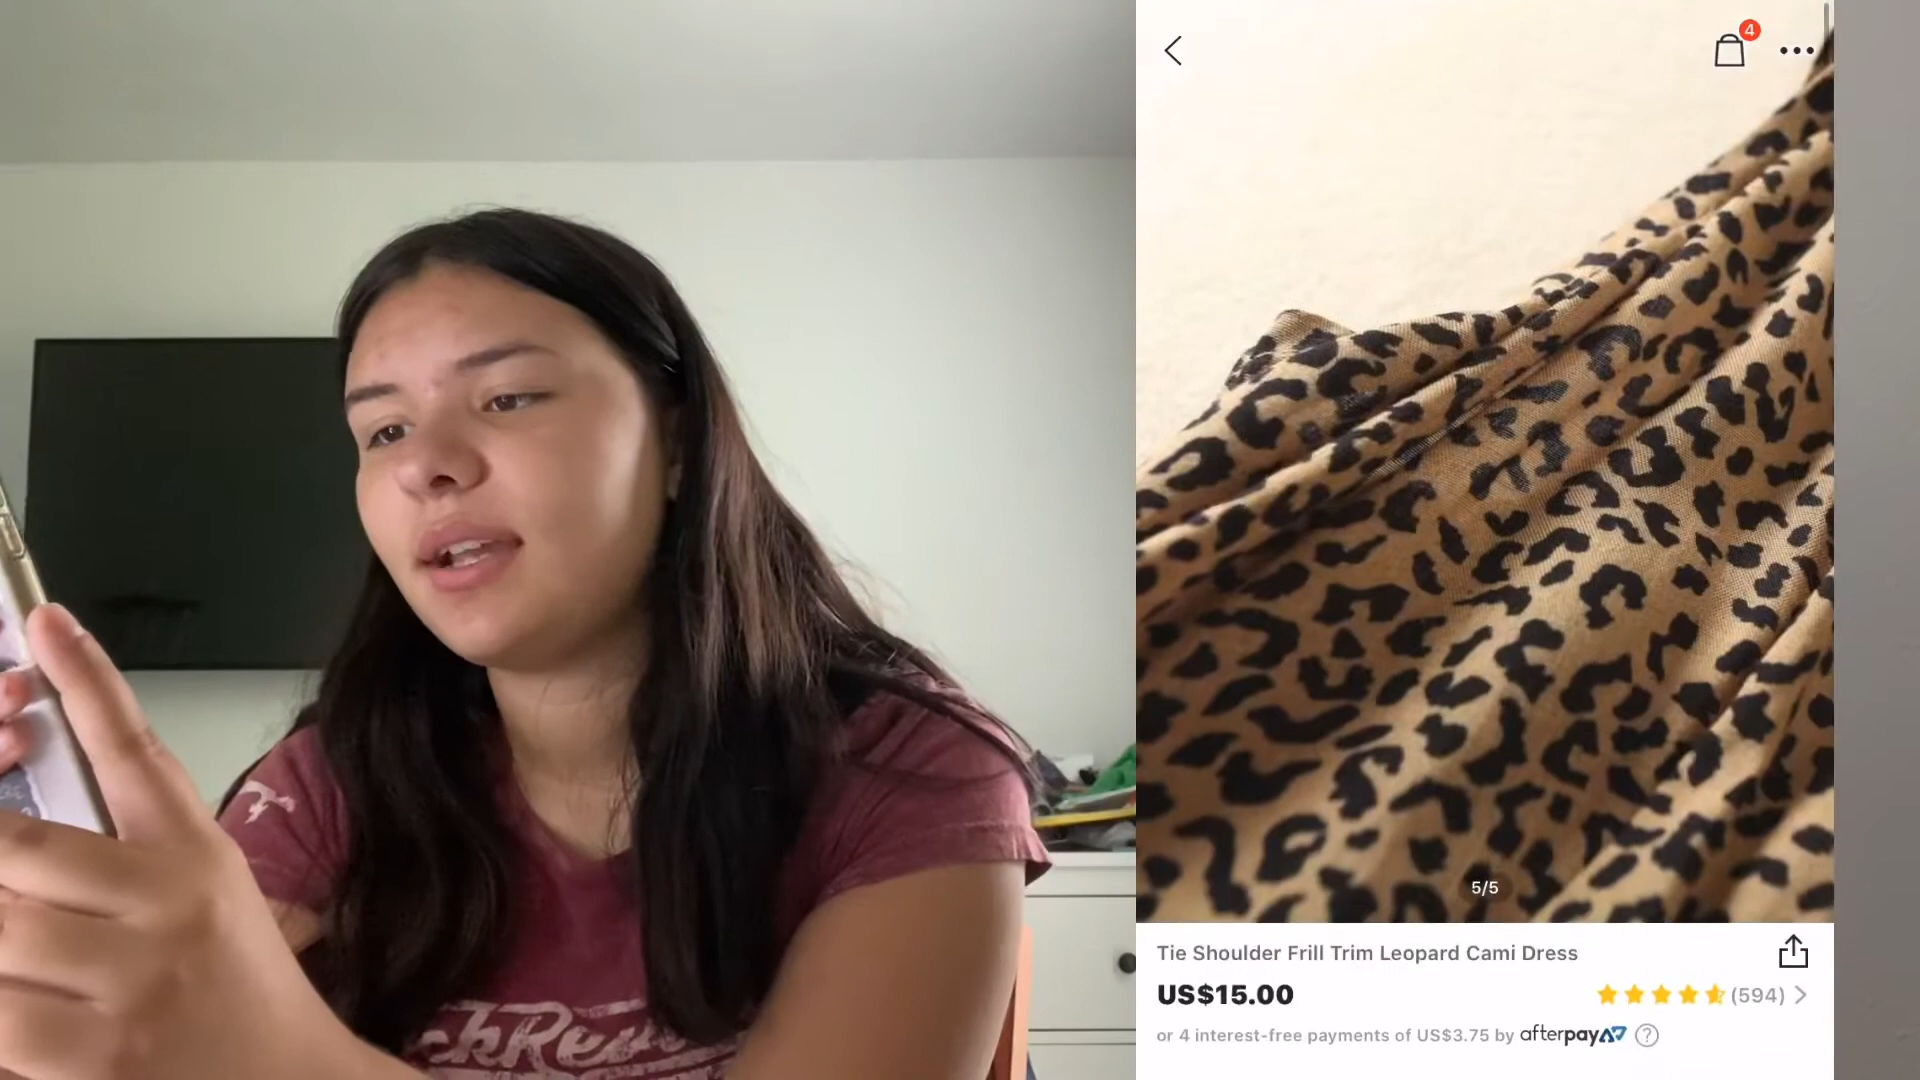 4
5/5
Tie Shoulder Frill Trim Leopard Cami Dress
US$15.00
(594)
or 4 interest-free payments of US$3.75 by afterpay
?